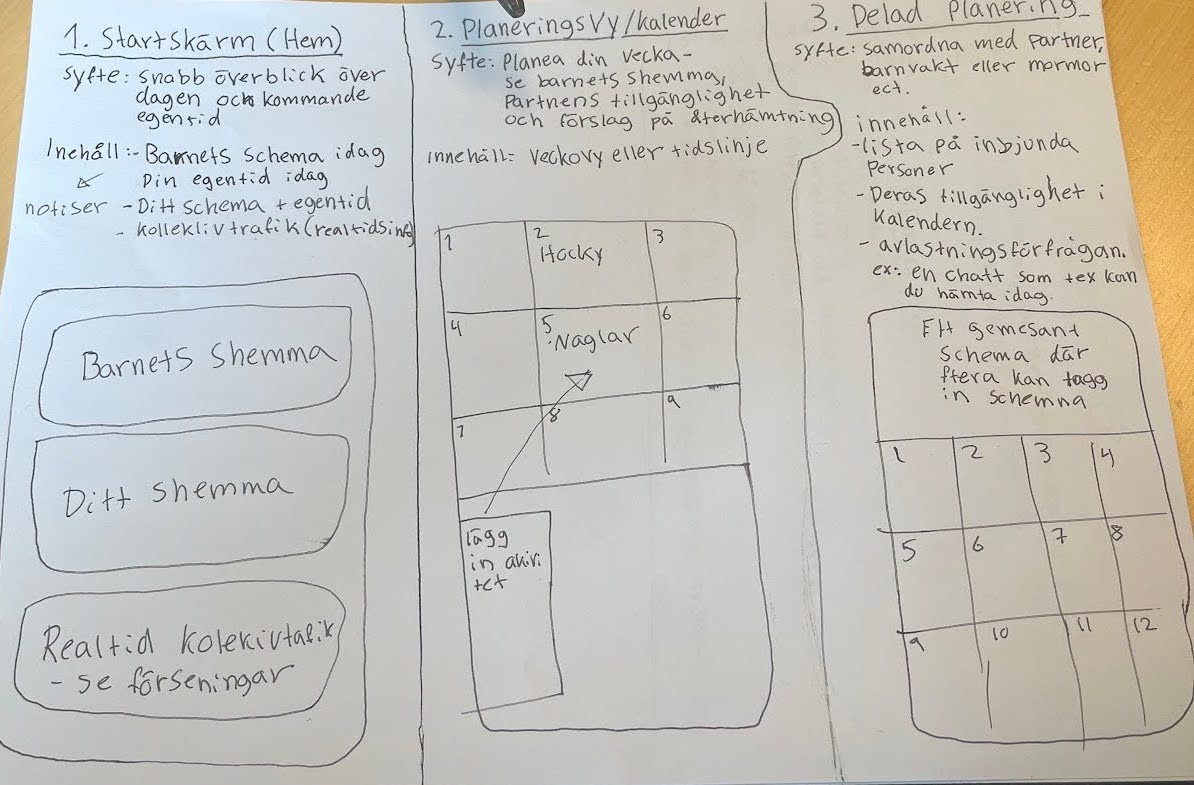 1. Startskärm (Hem)
Syfte: snabb överblick över
dagen och kommande
egentid
Inehåll:- Barnets schema idag
Din egentid idag
notiser - Ditt schema + egentid
- kollektivtrafik (realtidsinfo)
Barnets shemma
Ditt shemma
Realtid kolekivtafik
- se förseningar
2. Planeringsvy/kalender
Syfte: Planea din vecka-
se barnets shemma,
Partnens tillgänglighet
och förslag på återhämtning
innehåll: Veckovy eller tidslinje
1 2 3
Hocky
4 5 6
Naglar
7 8 9
lägg
in akivi
tet
3. Delad Planering
syfte: samordna med Partner,
barnvakt eller mormor
ect.
innehåll:
-lista på inbjunda
Personer
- Deras tillgänglighet i
Kalendern.
- avlastningsförfrågan.
ex: en chatt som tex kan
du hämta idag.
Ett gemesant
schema där
flera kan tagg
in schemna
1 2 3 4
5 6 7 8
9 10 11 12